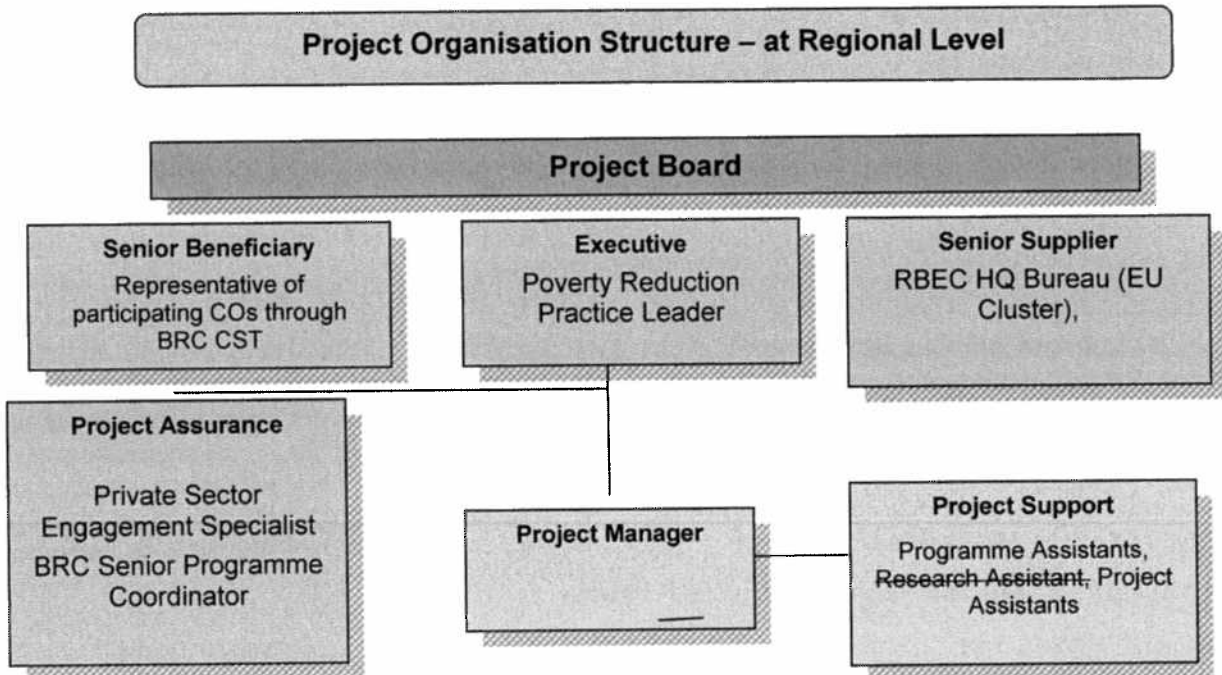 Project Organisation Structure – at Regional Level
Project Board
Senior Beneficiary
Representative of
participating COs through
BRC CST
Executive
Poverty Reduction
Practice Leader
Senior Supplier
RBEC HQ Bureau (EU
Cluster),
Project Assurance
Private Sector
Engagement Specialist
BRC Senior Programme
Coordinator
Project Manager
Project Support
Programme Assistants,
Research Assistant, Project
Assistants